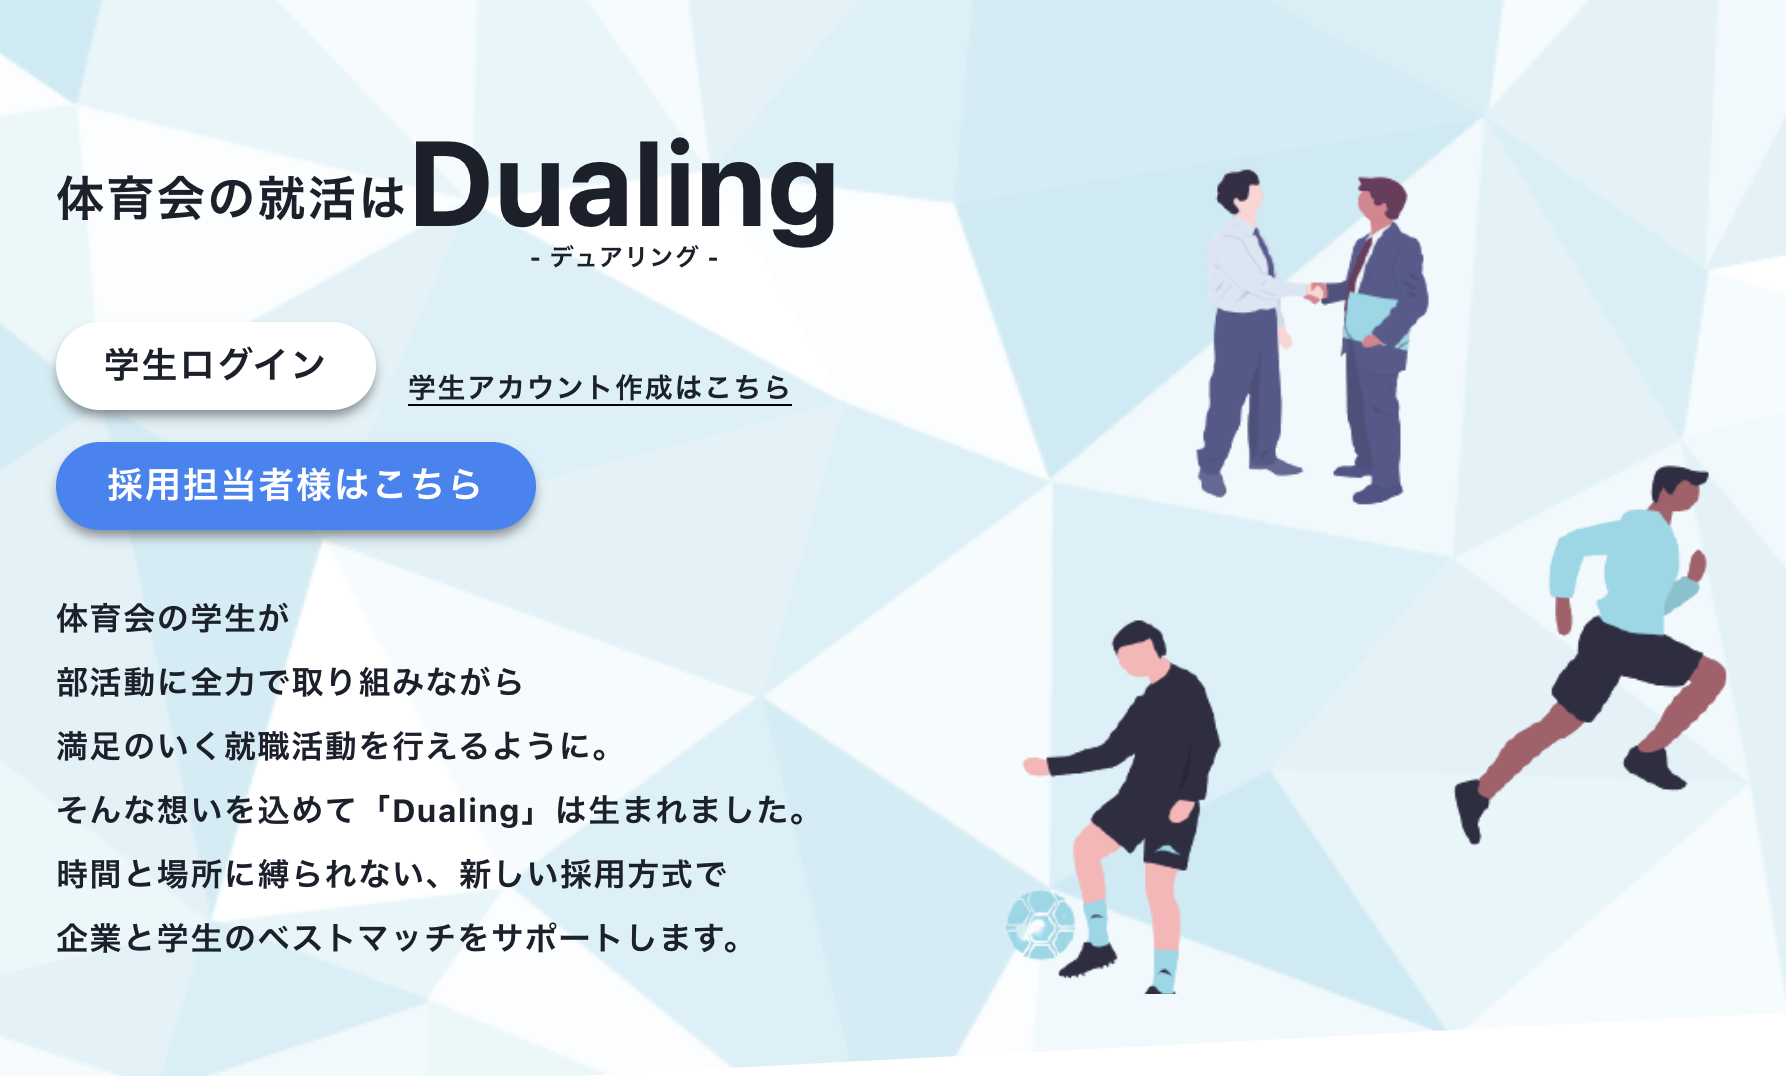 体育会の就活はDualing
- デュアリング -
学生ログイン
学生アカウント作成はこちら
採用担当者様はこちら
体育会の学生が
部活動に全力で取り組みながら
満足のいく就職活動を行えるように。
そんな想いを込めて「Dualing」は生まれました。
時間と場所に縛られない、新しい採用方式で
企業と学生のベストマッチをサポートします。